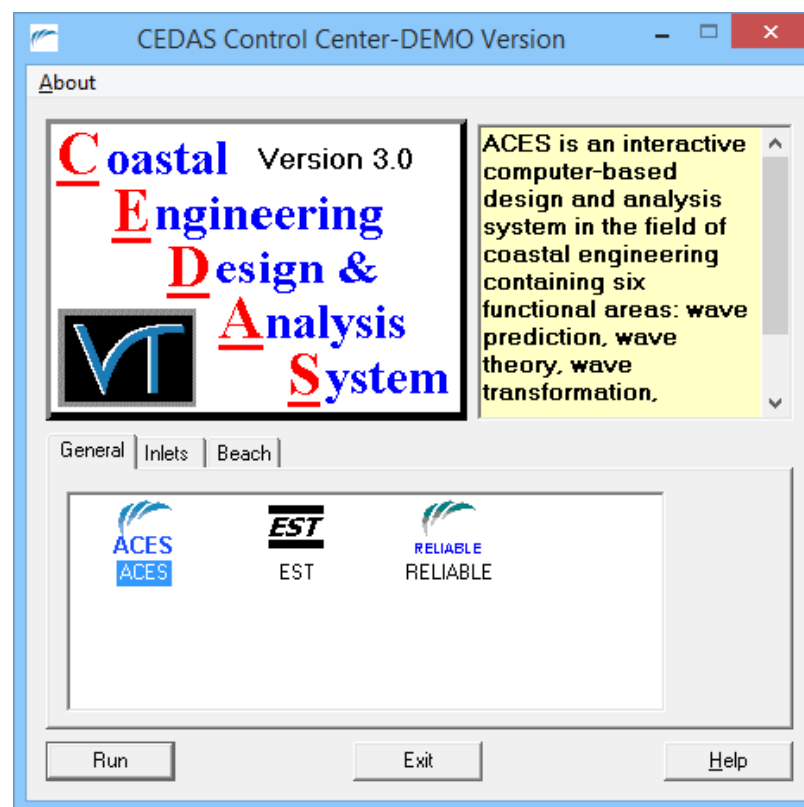 CEDAS Control Center-DEMO Version
About
Coastal Version 3.0
Engineering
Design &
Analysis
System
VT
ACES is an interactive
computer-based
design and analysis
system in the field of
coastal engineering
containing six
functional areas: wave
prediction, wave
theory, wave
transformation,
General Inlets Beach
ACES EST RELIABLE
ACES EST RELIABLE
Run Exit Help